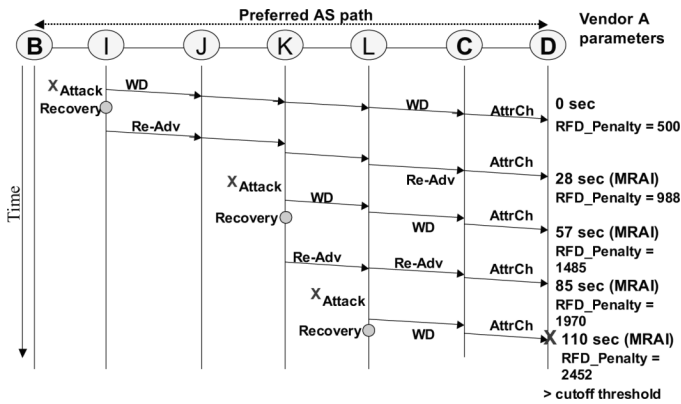 Preferred AS path
Vendor A
parameters
B I J K L C D
X Attack
WD
Recovery
WD
AttrCh
0 sec
RFD_Penalty = 500
Re-Adv
AttrCh
Re-Adv
28 sec (MRAI)
RFD_Penalty = 988
X Attack
WD
Recovery
WD
AttrCh
57 sec (MRAI)
RFD_Penalty =
1485
Time
Re-Adv
Re-Adv
AttrCh
85 sec (MRAI)
RFD_Penalty =
1970
X Attack
Recovery
WD
AttrCh
X 110 sec (MRAI)
RFD_Penalty =
2452
> cutoff threshold